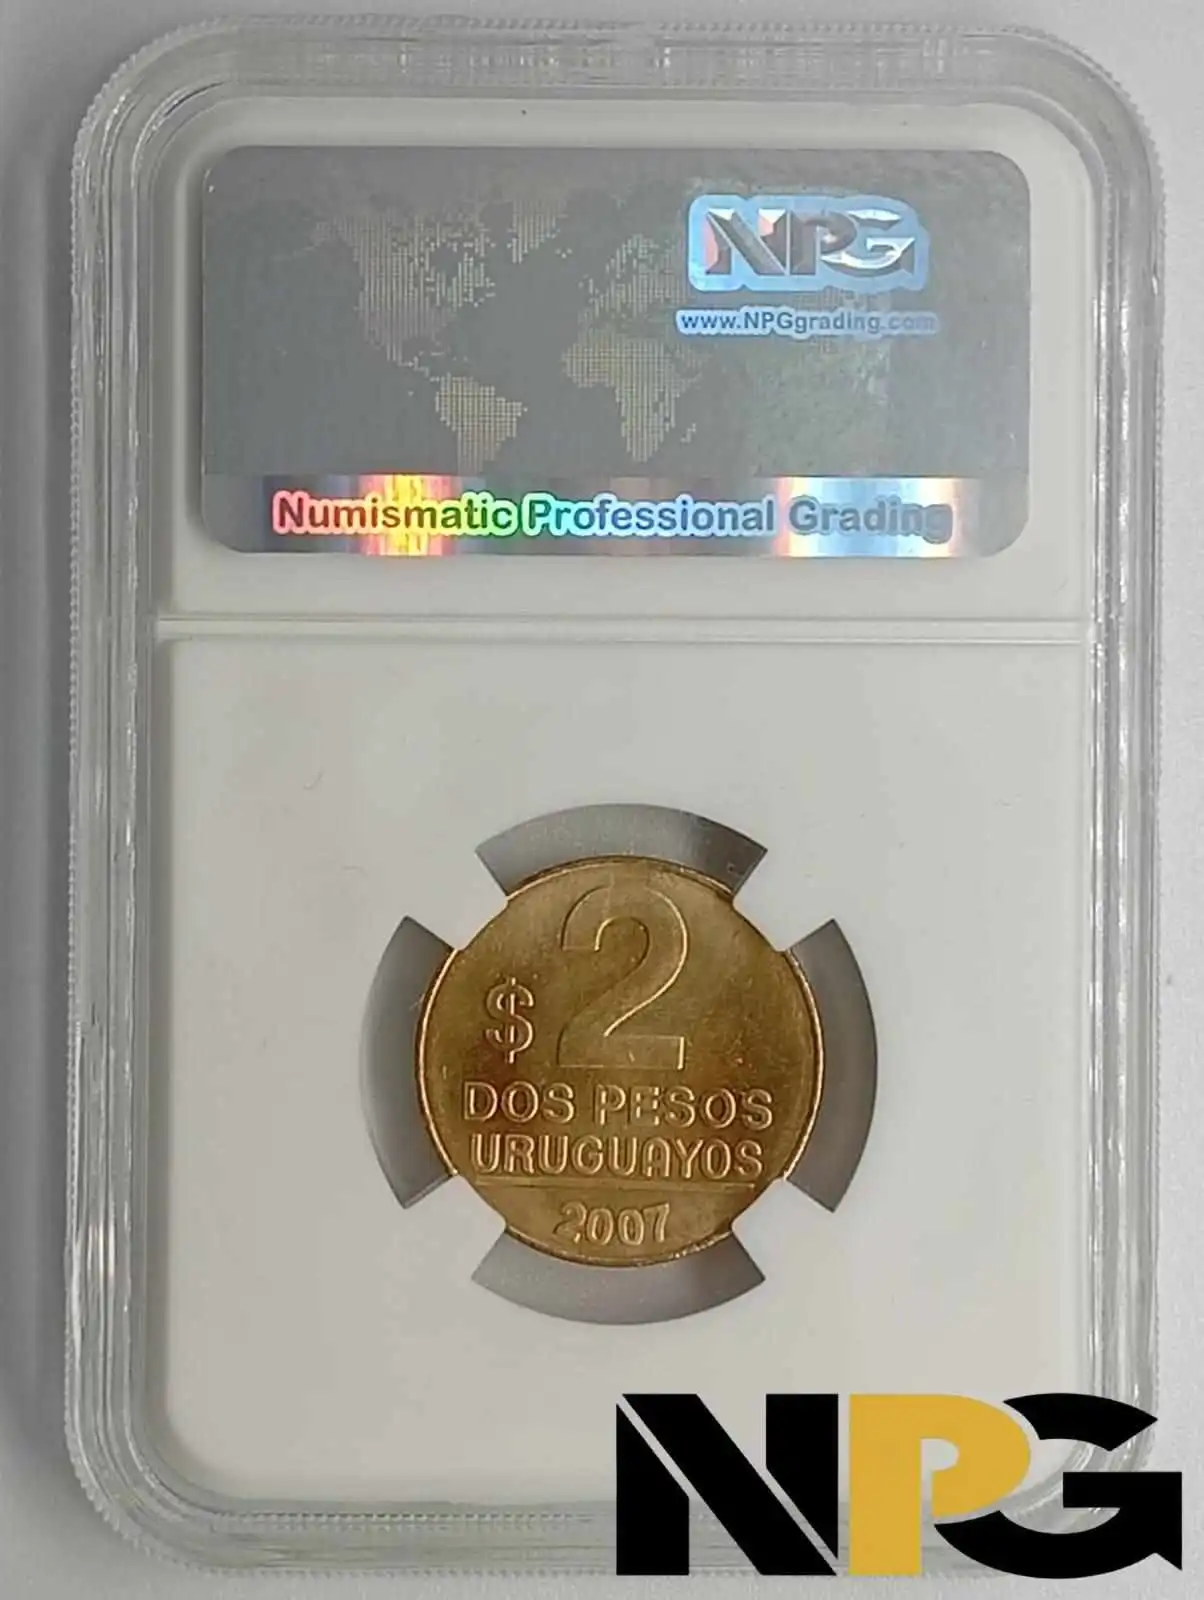 NPG
www.NPGgrading.com
Numismatic Professional Grading
$ 2
DOS PESOS
URUGUAYOS
2007
NPG